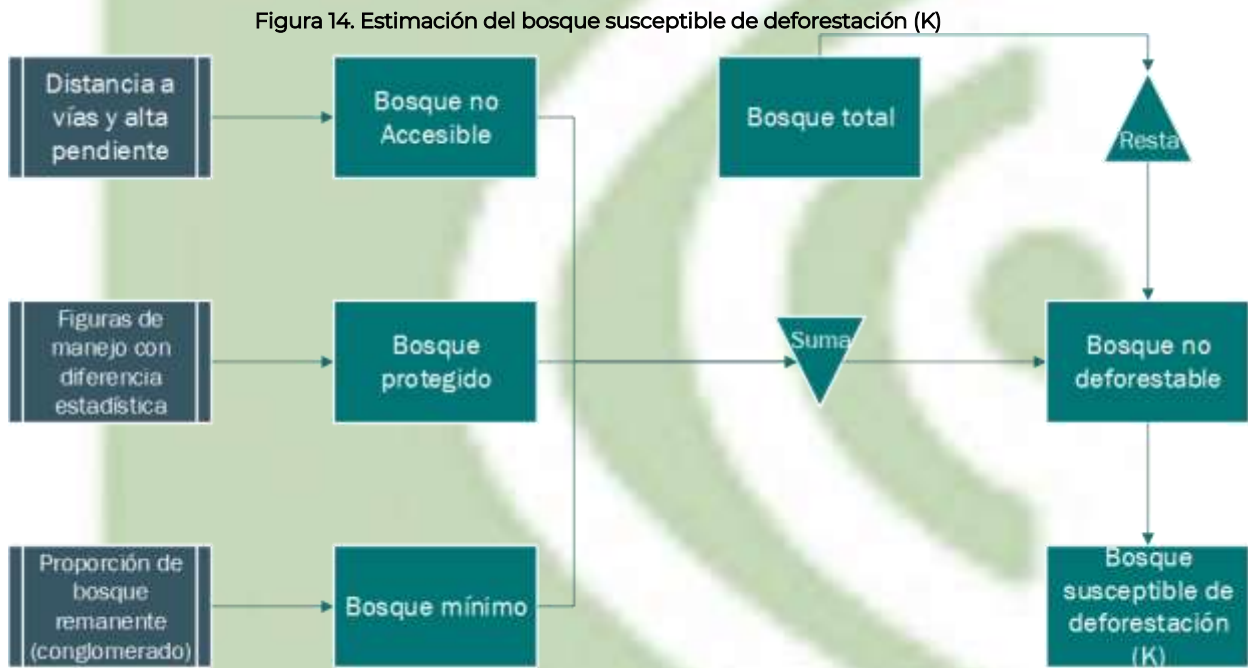 Figura 14. Estimación del bosque susceptible de deforestación (K)
Distancia a
vías y alta
pendiente
Bosque no
Accesible
Bosque total
Resta
Figuras de
manejo con
diferencia
estadística
Bosque
protegido
Suma
Bosque no
deforestable
Proporción de
bosque
remanente
(conglomerado)
Bosque mínimo
Bosque
susceptible de
deforestación
(K)